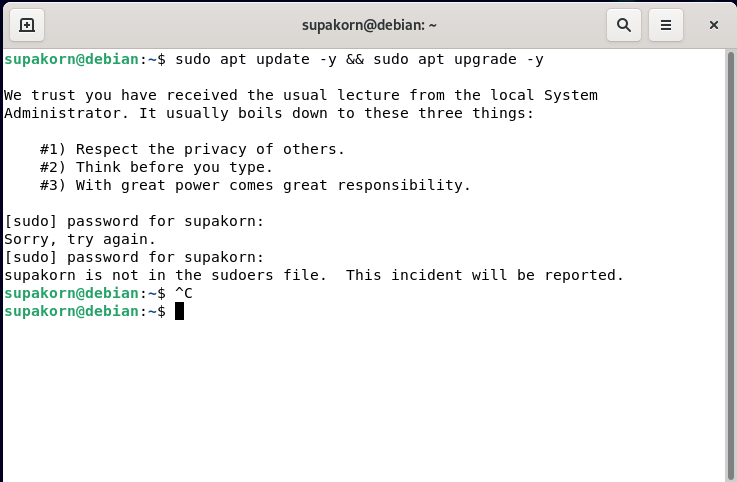 supakorn@debian: ~
supakorn@debian:~$ sudo apt update -y && sudo apt upgrade -y
We trust you have received the usual lecture from the local System
Administrator. It usually boils down to these three things:
#1) Respect the privacy of others.
#2) Think before you type.
#3) With great power comes great responsibility.
[sudo] password for supakorn:
Sorry, try again.
[sudo] password for supakorn:
supakorn is not in the sudoers file.  This incident will be reported.
supakorn@debian:~$ ^C
supakorn@debian:~$